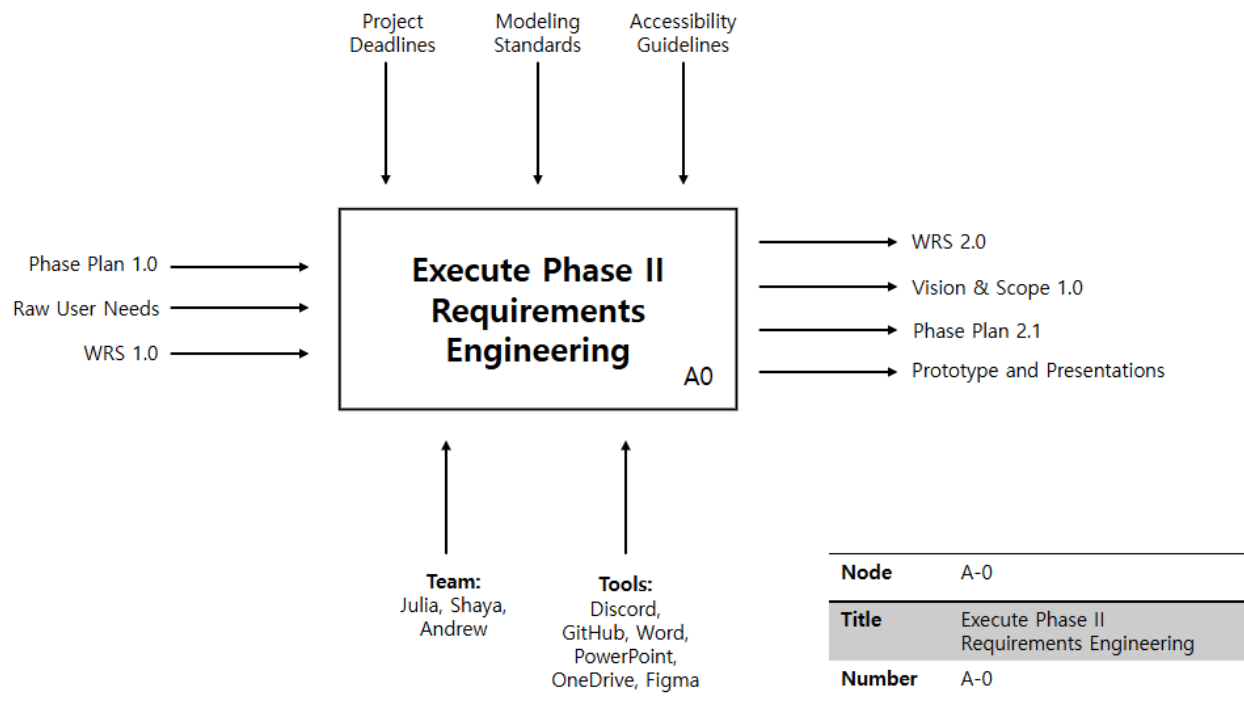 Project
Deadlines
Modeling
Standards
Accessibility
Guidelines
Phase Plan 1.0
Raw User Needs
WRS 1.0
Execute Phase II
Requirements
Engineering
A0
WRS 2.0
Vision & Scope 1.0
Phase Plan 2.1
Prototype and Presentations
Team:
Julia, Shaya,
Andrew
Tools:
Discord,
GitHub, Word,
PowerPoint,
OneDrive, Figma
Node A-0
Title Execute Phase II
Requirements Engineering
Number A-0